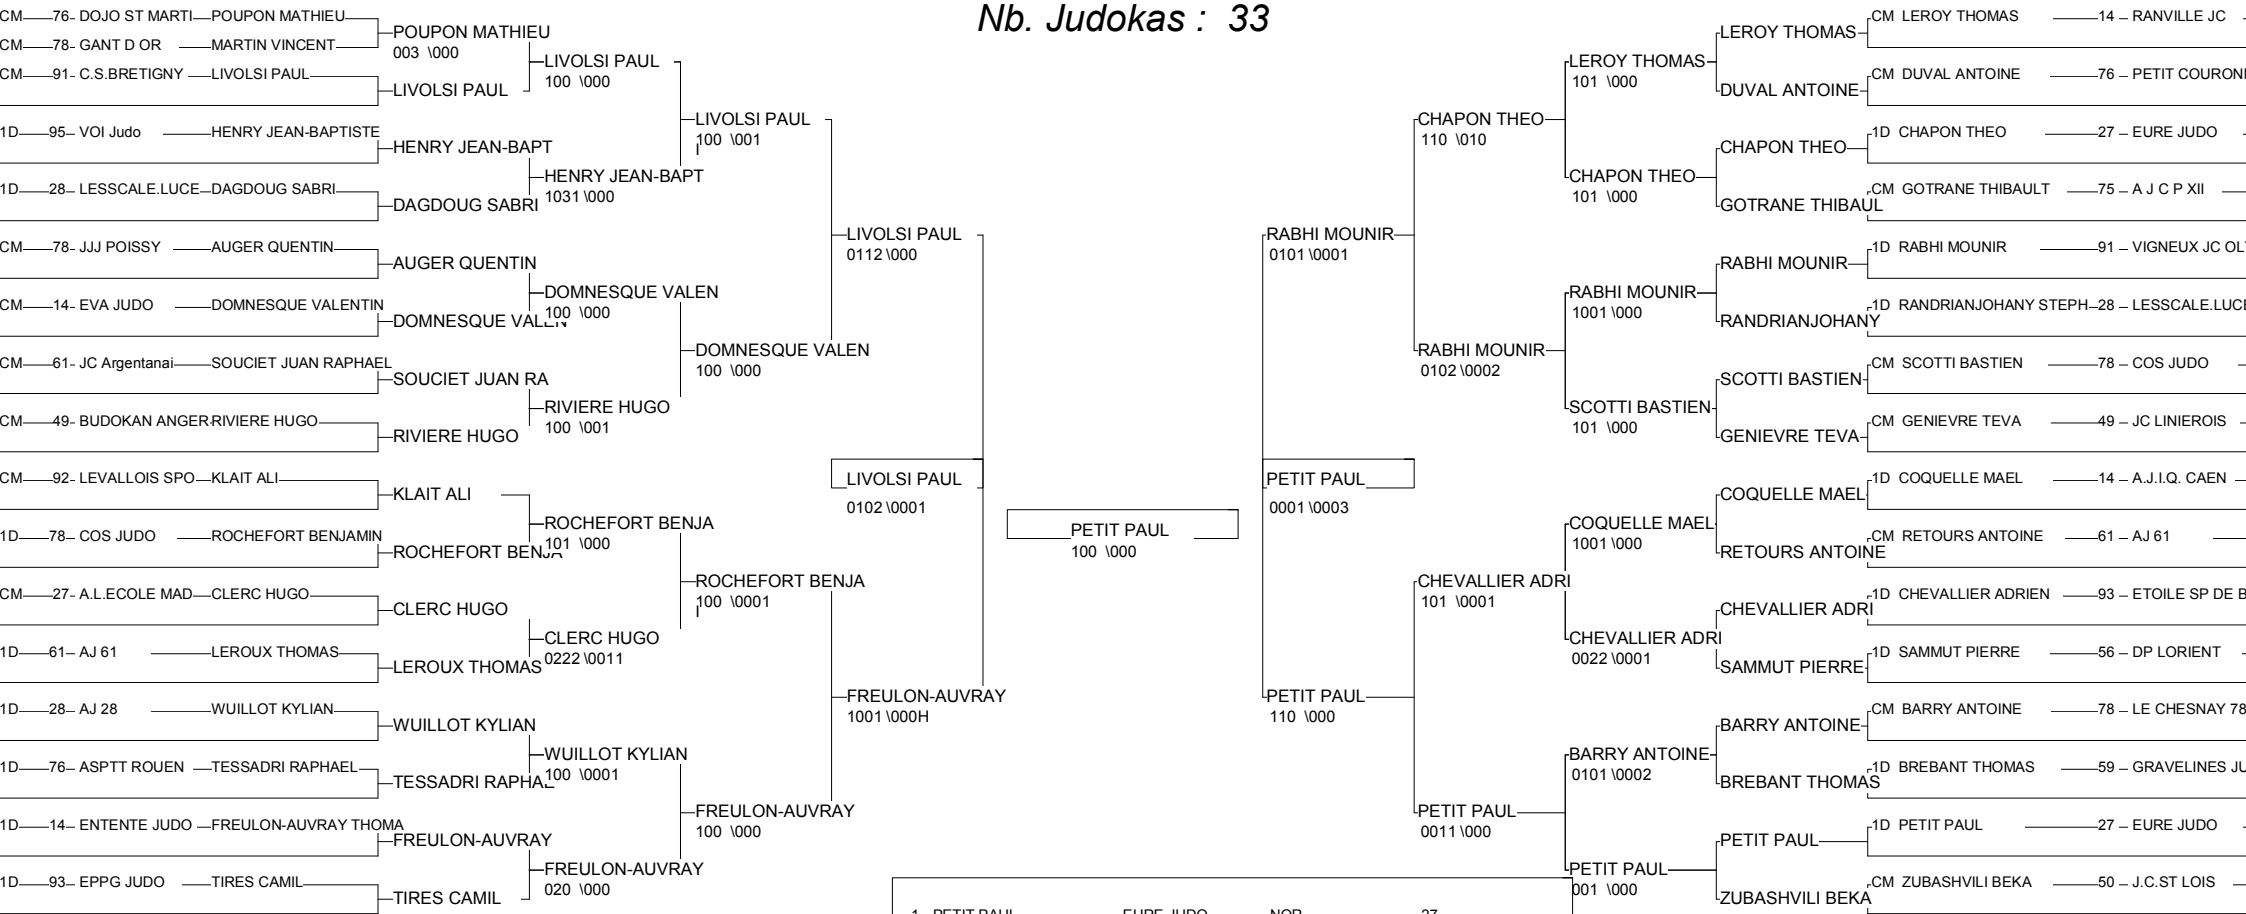 Nb. Judokas : 33
CM 76- DOJO ST MARTI POUPON MATHIEU
CM 78- GANT D OR MARTIN VINCENT
CM 91- C.S.BRETIGNY LIVOLSI PAUL
1D 95- VOI Judo HENRY JEAN-BAPTISTE
1D 28- LESSCALE.LUCE DAGDOUG SABRI
CM 78- JJJ POISSY AUGER QUENTIN
CM 14- EVA JUDO DOMNESQUE VALENTIN
CM 61- JC Argentanai SOUCIET JUAN RAPHAEL
CM 49- BUDOKAN ANGER RIVIERE HUGO
CM 92- LEVALLOIS SPO KLAIT ALI
1D 78- COS JUDO ROCHEFORT BENJAMIN
CM 27- A.L.ECOLE MAD CLERC HUGO
1D 61- AJ 61 LEROUX THOMAS
1D 28- AJ 28 WUILLOT KYLIAN
1D 76- ASPTT ROUEN TESSADRI RAPHAEL
1D 14- ENTENTE JUDO FREULON-AUVRAY THOMA
1D 93- EPPG JUDO TIRES CAMIL
POUPON MATHIEU
003 \000
LIVOLSI PAUL
HENRY JEAN-BAPT
DAGDOUG SABRI
AUGER QUENTIN
DOMNESQUE VALEN
SOUCIET JUAN RA
RIVIERE HUGO
KLAIT ALI
ROCHEFORT BENJA
CLERC HUGO
LEROUX THOMAS
WUILLOT KYLIAN
TESSADRI RAPHAE
FREULON-AUVRAY
TIRES CAMIL
LIVOLSI PAUL
100 \000
HENRY JEAN-BAPT
1031 \000
DOMNESQUE VALEN
100 \000
RIVIERE HUGO
100 \001
ROCHEFORT BENJA
101 \000
CLERC HUGO
0222 \0011
WUILLOT KYLIAN
100 \0001
FREULON-AUVRAY
020 \000
LIVOLSI PAUL
100 \001
DOMNESQUE VALEN
100 \000
ROCHEFORT BENJA
100 \0001
FREULON-AUVRAY
100 \000
LIVOLSI PAUL
0112 \000
FREULON-AUVRAY
1001 \000H
LIVOLSI PAUL
0102 \0001
PETIT PAUL
100 \000
PETIT PAUL
0001 \0003
RABHI MOUNIR
0101 \0001
PETIT PAUL
110 \000
CHAPON THEO
110 \010
RABHI MOUNIR
0102 \0002
CHEVALLIER ADRI
101 \0001
PETIT PAUL
0011 \000
LEROY THOMAS
101 \000
CHAPON THEO
101 \000
RABHI MOUNIR
1001 \000
SCOTTI BASTIEN
101 \000
COQUELLE MAEL
1001 \000
CHEVALLIER ADRI
0022 \0001
BARRY ANTOINE
0101 \0002
PETIT PAUL
001 \000
LEROY THOMAS
DUVAL ANTOINE
CHAPON THEO
GOTRANE THIBAUL
RABHI MOUNIR
RANDRIANJOHANY
SCOTTI BASTIEN
GENIEVRE TEVA
COQUELLE MAEL
RETOURS ANTOINE
CHEVALLIER ADRI
SAMMUT PIERRE
BARRY ANTOINE
BREBANT THOMAS
PETIT PAUL
ZUBASHVILI BEKA
CM LEROY THOMAS 14 – RANVILLE JC
CM DUVAL ANTOINE 76 – PETIT COURON
1D CHAPON THEO 27 – EURE JUDO
CM GOTRANE THIBAULT 75 – A J C P XII
1D RABHI MOUNIR 91 – VIGNEUX JC OL
1D RANDRIANJOHANY STEPH 28 – LESSCALE.LUCE
CM SCOTTI BASTIEN 78 – COS JUDO
CM GENIEVRE TEVA 49 – JC LINIEROIS
1D COQUELLE MAEL 14 – A.J.I.Q. CAEN
CM RETOURS ANTOINE 61 – AJ 61
1D CHEVALLIER ADRIEN 93 – ETOILE SP DE B
1D SAMMUT PIERRE 56 – DP LORIENT
CM BARRY ANTOINE 78 – LE CHESNAY 78
1D BREBANT THOMAS 59 – GRAVELINES JU
1D PETIT PAUL 27 – EURE JUDO
CM ZUBASHVILI BEKA 50 – J.C.ST LOIS
1 PETIT PAUL EURE JUDO NOR 27